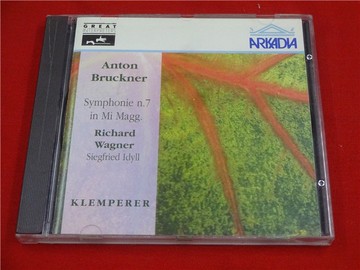 GREAT
ARKADIA
Anton
Bruckner
Symphonie n.7
in Mi Magg.
Richard
Wagner
Siegfried Idyll
KLEMPERER